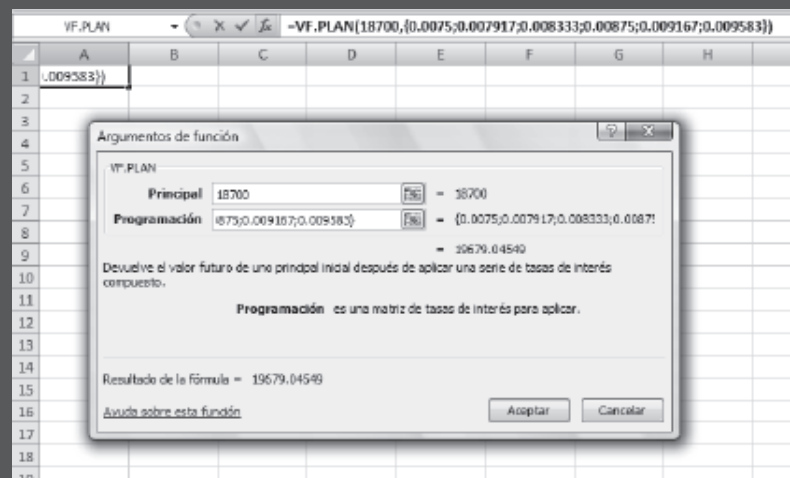 VF.PLAN =VF.PLAN(18700,{0.0075;0.007917;0.008333;0.00875;0.009167;0.009583})
A B C D E F G H
1 .009583})
2
3
4
5
6
7
8
9
10
11
12
13
14
15
16
17
18
Argumentos de función
VF.PLAN
Principal 18700 = 18700
Programación 875;0.009167;0.009583} = {0.0075;0.007917;0.008333;0.0087
= 19679.04549
Devuelve el valor futuro de uno principal inicial después de aplicar una serie de tasas de interés
compuesto.
Programación es una matriz de tasas de interés para aplicar.
Resultado de la fórmula = 19679.04549
Ayuda sobre esta función
Aceptar
Cancelar